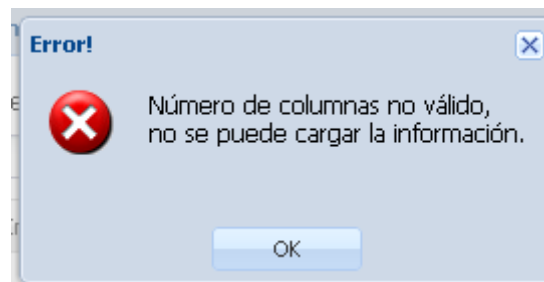 Error!
Número de columnas no válido,
no se puede cargar la información.
OK